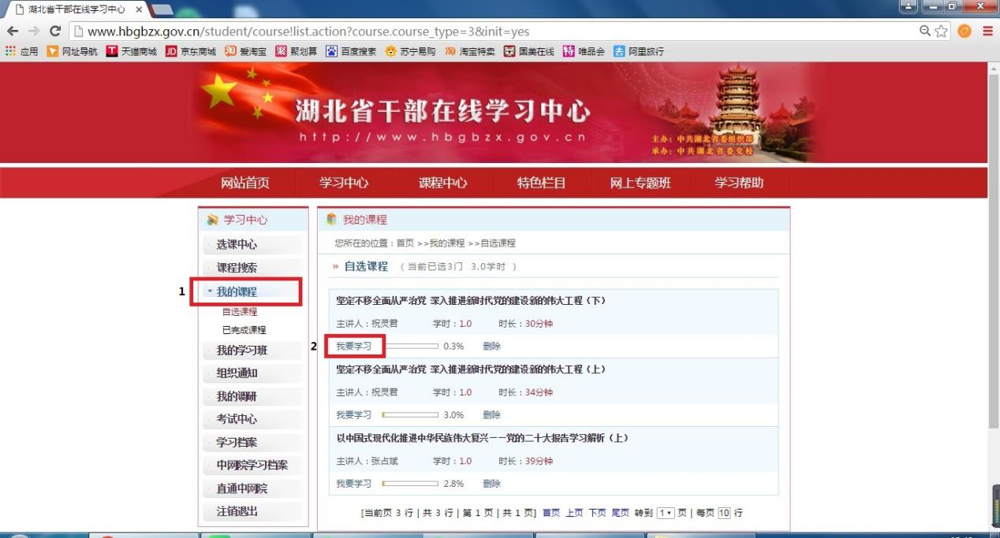 湖北省干部在线学习中心
www.hbgbzx.gov.cn/student/course!list.action?course.course_type=3&init=yes
应用 网址导航 天猫商城 京东商城 爱淘宝 聚划算 百度搜索 苏宁易购 淘宝特卖 国美在线 唯品会 阿里旅行
湖北省干部在线学习中心
http://www.hbgbzx.gov.cn
主办：中共湖北省委组织部
承办：中共湖北省委党校
网站首页 学习中心 课程中心 特色栏目 网上专题班 学习帮助
学习中心
选课中心
课程搜索
1 我的课程
自选课程
已完成课程
我的学习班
组织通知
我的调研
考试中心
学习档案
中网院学习档案
直通中网院
注销退出
我的课程
您所在的位置：首页 >>我的课程 >>自选课程
» 自选课程 （ 当前已选3门 3.0学时 ）
坚定不移全面从严治党 深入推进新时代党的建设新的伟大工程（下）
主讲人：祝灵君 学时：1.0 时长：30分钟
2 我要学习 0.3% 删除
坚定不移全面从严治党 深入推进新时代党的建设新的伟大工程（上）
主讲人：祝灵君 学时：1.0 时长：34分钟
我要学习 3.0% 删除
以中国式现代化推进中华民族伟大复兴－－党的二十大报告学习解析（上）
主讲人：张占斌 学时：1.0 时长：39分钟
我要学习 2.8% 删除
[当前页 3 行 | 共 3 行 | 第 1 页 | 共 1 页] 首页 上页 下页 尾页 转到 1 页 | 每页 10 行